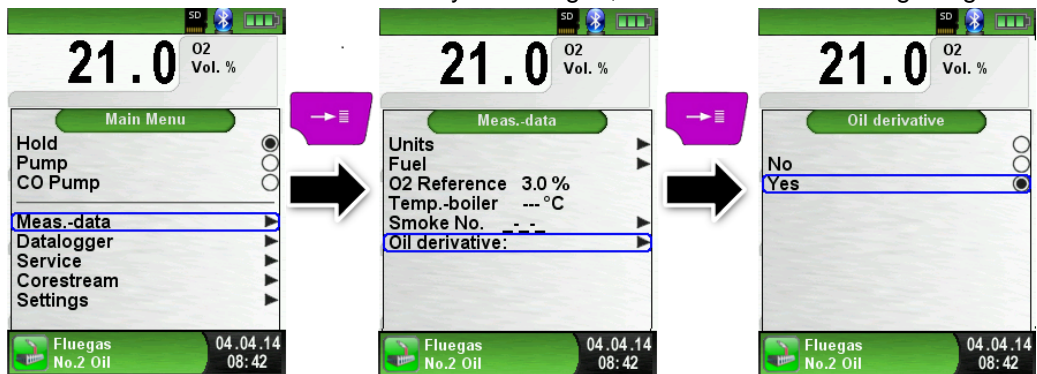 SD
21.0 O2
Vol. %
Main Menu
Hold
Pump
CO Pump
Meas.-data
Datalogger
Service
Corestream
Settings
Fluegas 04.04.14
No.2 Oil 08:42
SD
21.0 O2
Vol. %
Meas.-data
Units
Fuel
O2 Reference 3.0 %
Temp.-boiler --- °C
Smoke No. _-_-_
Oil derivative:
Fluegas 04.04.14
No.2 Oil 08:42
SD
21.0 O2
Vol. %
Oil derivative
No
Yes
Fluegas 04.04.14
No.2 Oil 08:42